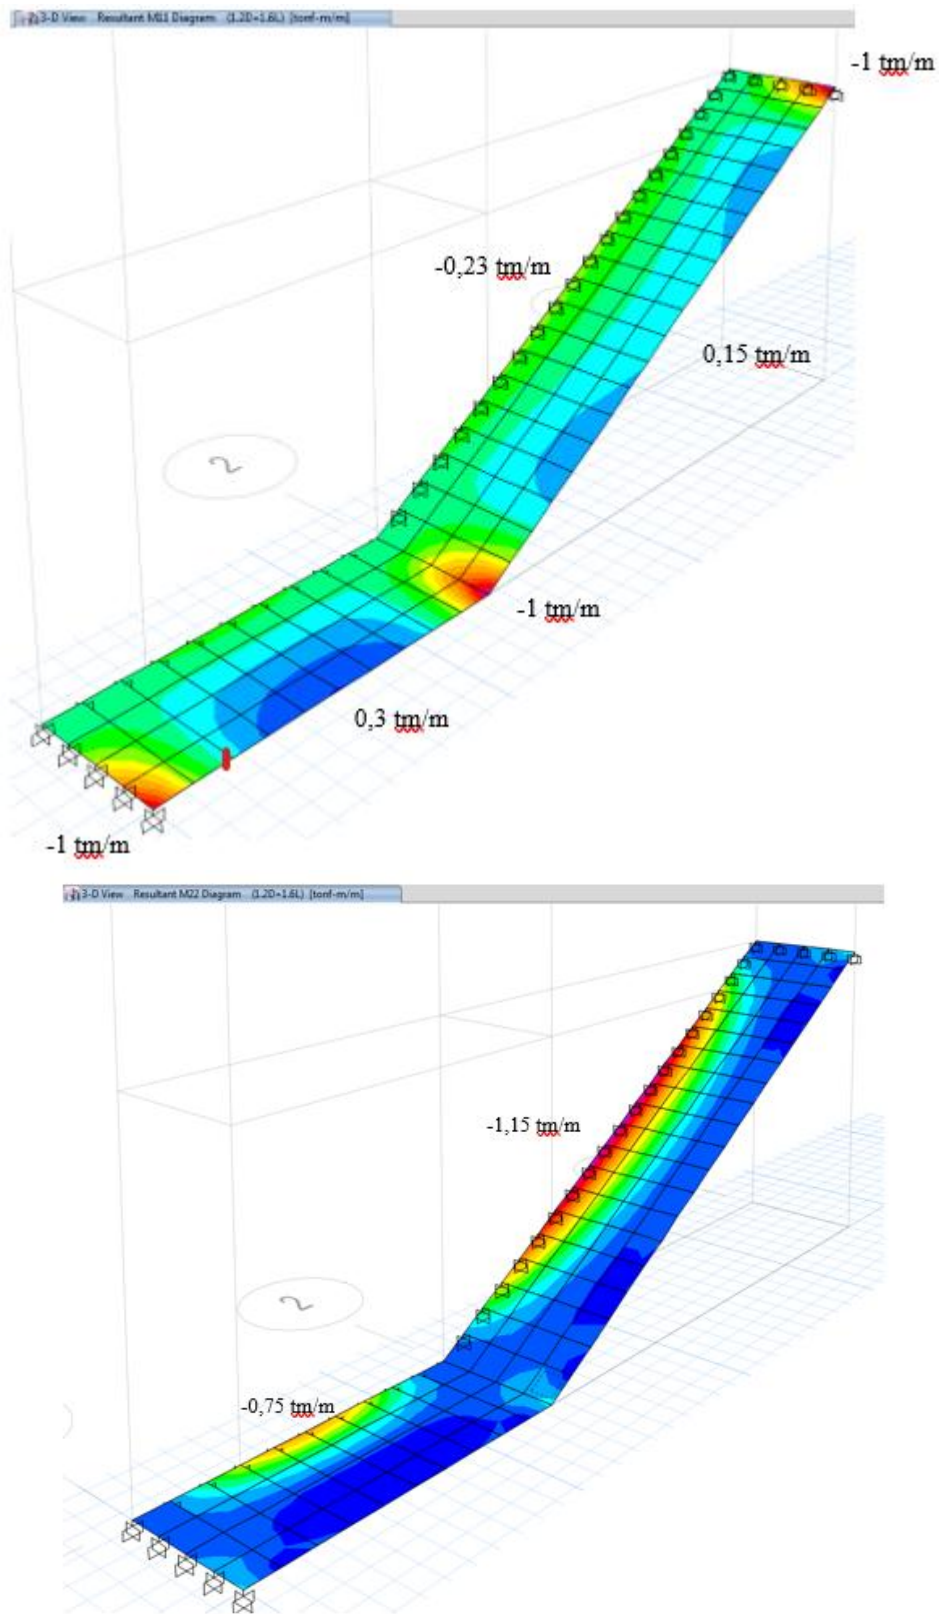 3-D View Resultant M11 Diagram (1.2D+1.6L) [tonf-m/m]
-1 tm/m
-0,23 tm/m
0,15 tm/m
2
-1 tm/m
0,3 tm/m
-1 tm/m
3-D View Resultant M22 Diagram (1.2D+1.6L) [tonf-m/m]
-1,15 tm/m
2
-0,75 tm/m